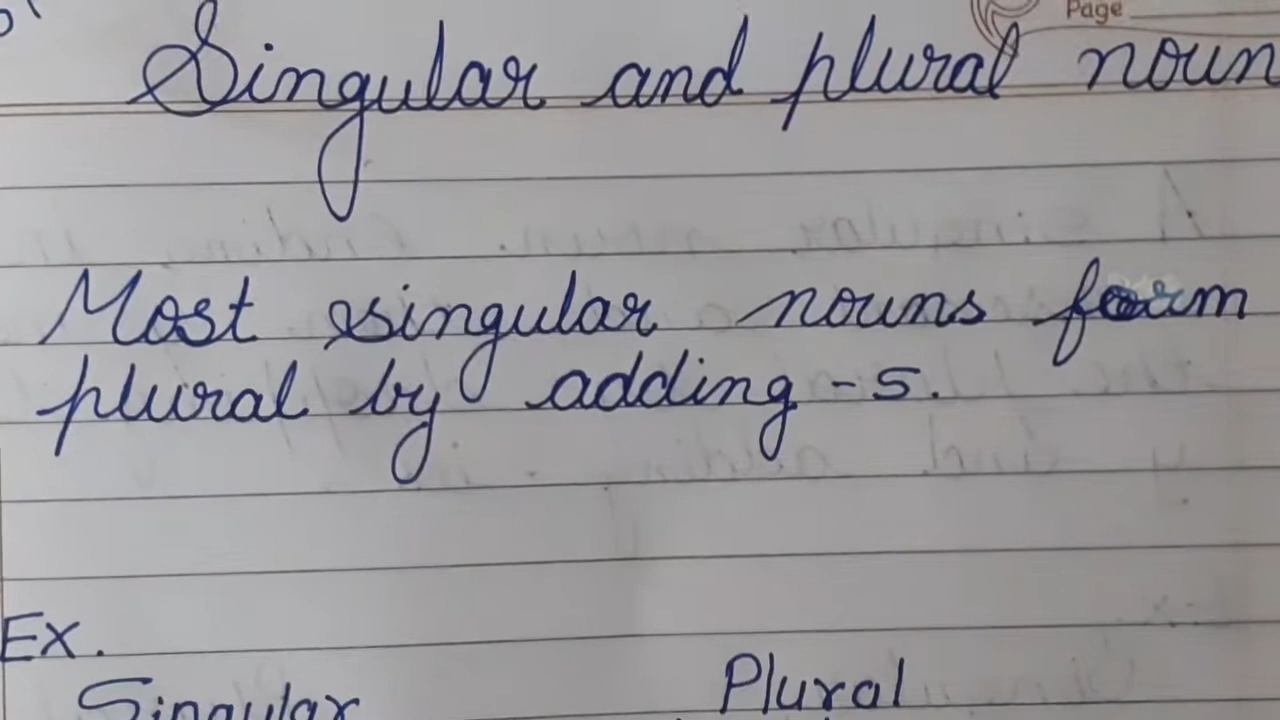 Page
Singular and plural noun
Most singular nouns form
plural by adding -s.
Ex.
Singular Plural